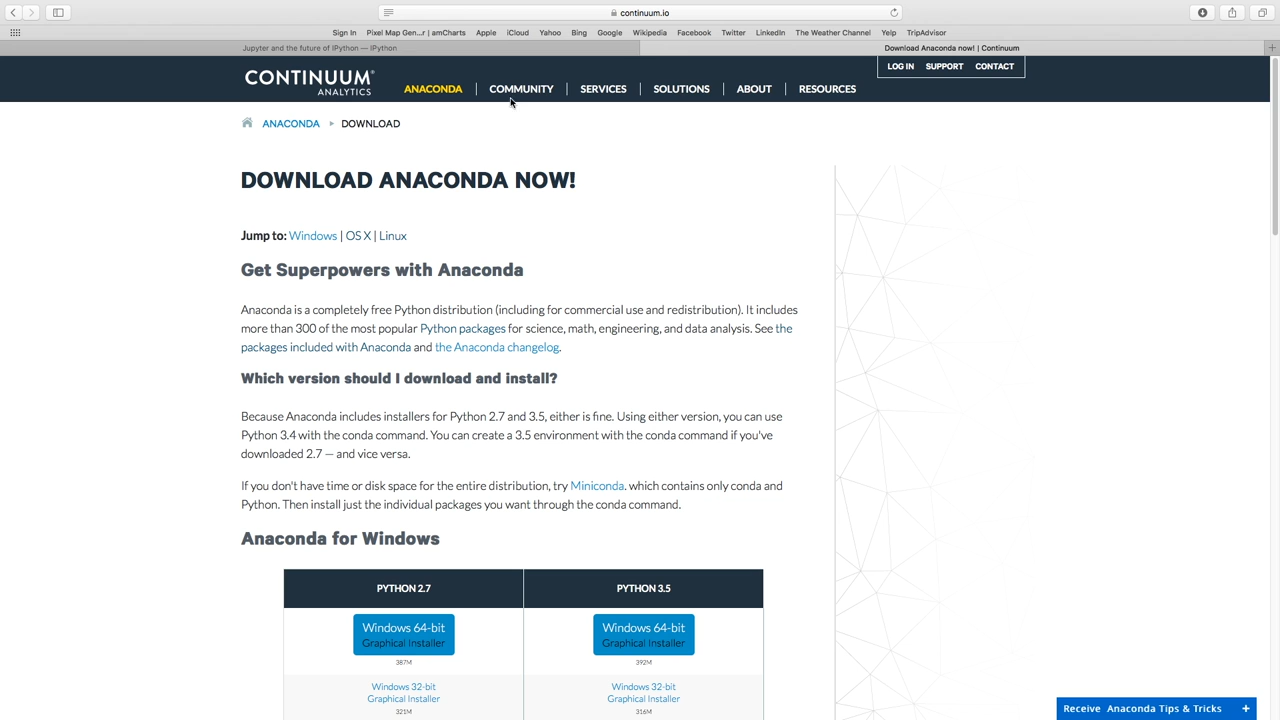 continuum.io
Sign In Pixel Map Gen...r | amCharts Apple iCloud Yahoo Bing Google Wikipedia Facebook Twitter LinkedIn The Weather Channel Yelp TripAdvisor
Jupyter and the future of IPython — IPython
Download Anaconda now! | Continuum
LOG IN SUPPORT CONTACT
CONTINUUM®
ANALYTICS
ANACONDA COMMUNITY SERVICES SOLUTIONS ABOUT RESOURCES
ANACONDA DOWNLOAD
DOWNLOAD ANACONDA NOW!
Jump to: Windows | OS X | Linux
Get Superpowers with Anaconda
Anaconda is a completely free Python distribution (including for commercial use and redistribution). It includes
more than 300 of the most popular Python packages for science, math, engineering, and data analysis. See the
packages included with Anaconda and the Anaconda changelog.
Which version should I download and install?
Because Anaconda includes installers for Python 2.7 and 3.5, either is fine. Using either version, you can use
Python 3.4 with the conda command. You can create a 3.5 environment with the conda command if you've
downloaded 2.7 — and vice versa.
If you don't have time or disk space for the entire distribution, try Miniconda. which contains only conda and
Python. Then install just the individual packages you want through the conda command.
Anaconda for Windows
PYTHON 2.7 PYTHON 3.5
Windows 64-bit Windows 64-bit
Graphical Installer Graphical Installer
387M 392M
Windows 32-bit Windows 32-bit
Graphical Installer Graphical Installer
321M 316M
Receive Anaconda Tips & Tricks +